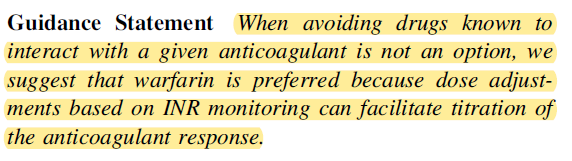 Guidance Statement When avoiding drugs known to
interact with a given anticoagulant is not an option, we
suggest that warfarin is preferred because dose adjust-
ments based on INR monitoring can facilitate titration of
the anticoagulant response.